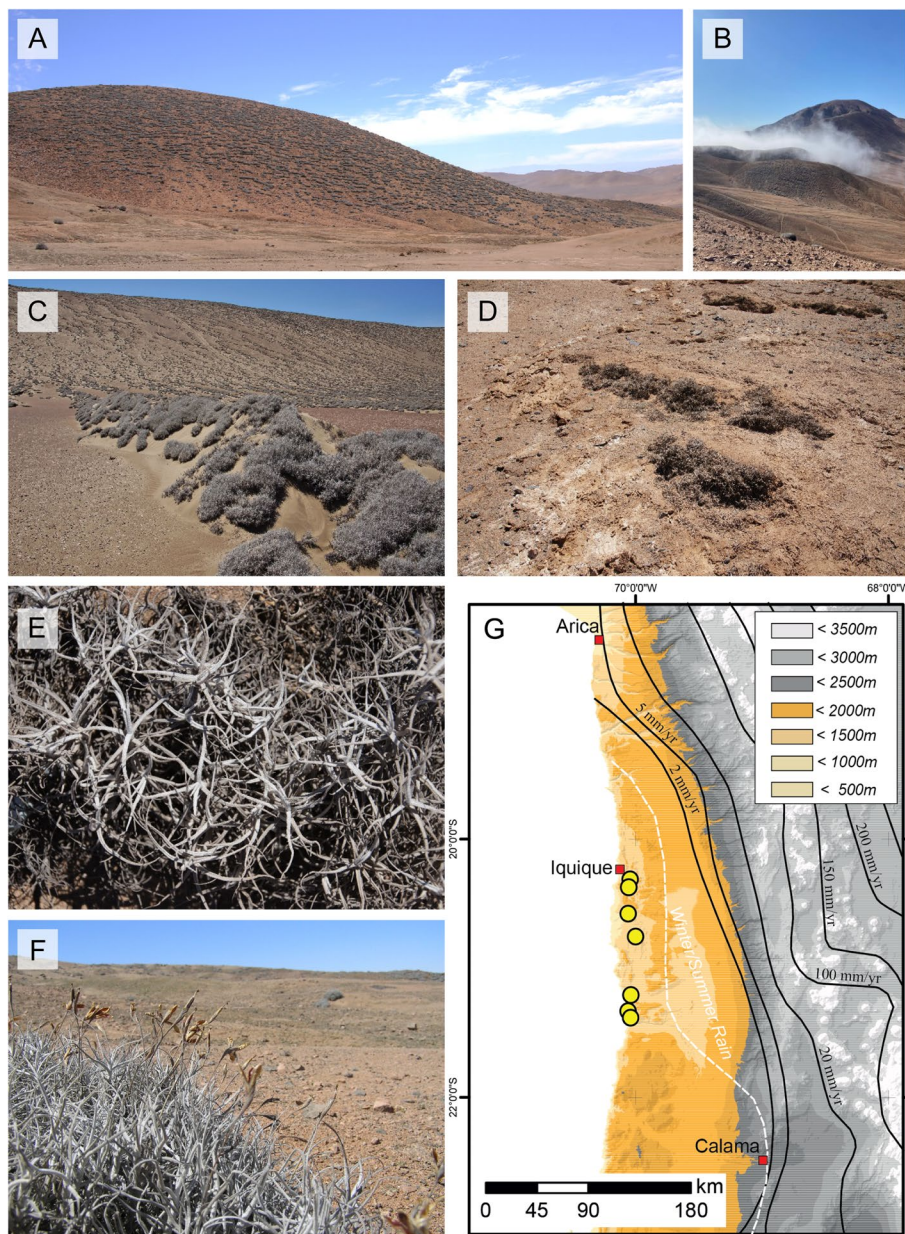 A
B
C
D
E
F
G
70°0'0"W
68°0'0"W
Arica
< 3500m
< 3000m
< 2500m
< 2000m
< 1500m
< 1000m
< 500m
5 mm/yr
2 mm/yr
20°0'0"S
Iquique
Winter/Summer Rain
200 mm/yr
150 mm/yr
100 mm/yr
20 mm/yr
22°0'0"S
Calama
km
0 45 90 180